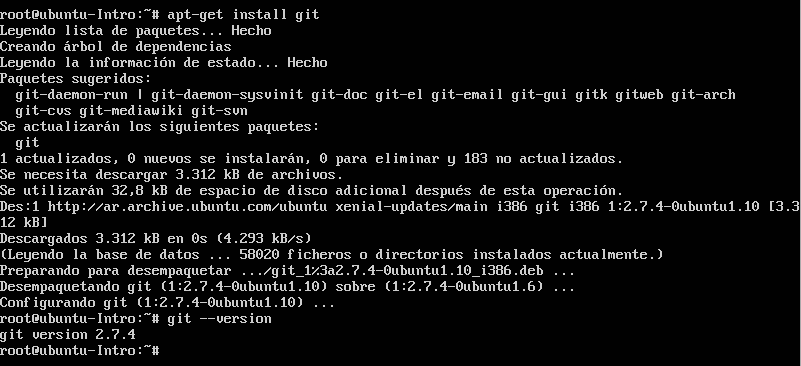 root@ubuntu-Intro:~# apt-get install git
Leyendo lista de paquetes... Hecho
Creando árbol de dependencias
Leyendo la información de estado... Hecho
Paquetes sugeridos:
  git-daemon-run | git-daemon-sysvinit git-doc git-el git-email git-gui gitk gitweb git-arch
  git-cvs git-mediawiki git-svn
Se actualizarán los siguientes paquetes:
  git
1 actualizados, 0 nuevos se instalarán, 0 para eliminar y 183 no actualizados.
Se necesita descargar 3.312 kB de archivos.
Se utilizarán 32,8 kB de espacio de disco adicional después de esta operación.
Des:1 http://ar.archive.ubuntu.com/ubuntu xenial-updates/main i386 git i386 1:2.7.4-0ubuntu1.10 [3.3
12 kB]
Descargados 3.312 kB en 0s (4.293 kB/s)
(Leyendo la base de datos ... 58020 ficheros o directorios instalados actualmente.)
Preparando para desempaquetar .../git_1%3a2.7.4-0ubuntu1.10_i386.deb ...
Desempaquetando git (1:2.7.4-0ubuntu1.10) sobre (1:2.7.4-0ubuntu1.6) ...
Configurando git (1:2.7.4-0ubuntu1.10) ...
root@ubuntu-Intro:~# git --version
git version 2.7.4
root@ubuntu-Intro:~#